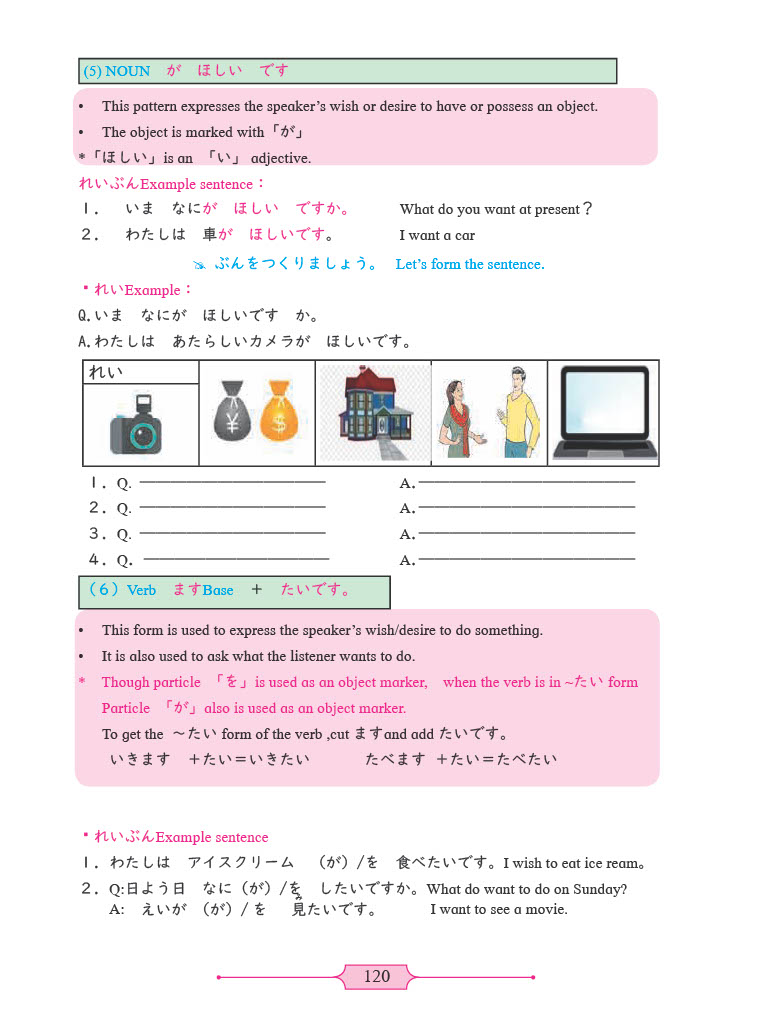 (5) NOUN　が　ほしい　です
•　This pattern expresses the speaker's wish or desire to have or possess an object.
•　The object is marked with「が」
*「ほしい」is an 「い」 adjective.
れいぶんExample sentence：
１．　いま　なにが　ほしい　ですか。　What do you want at present？
２．　わたしは　車が　ほしいです。　I want a car
ぶんをつくりましょう。　Let's form the sentence.
れいExample：
Q.いま　なにが　ほしいです　か。
A.わたしは　あたらしいカメラが　ほしいです。
れい
¥ $
１．Q. A.
２．Q. A.
３．Q. A.
４．Q. A.
（６）Verb　ますBase　＋　たいです。
•　This form is used to express the speaker's wish/desire to do something.
•　It is also used to ask what the listener wants to do.
*　Though particle 「を」is used as an object marker,　when the verb is in ~たい form
Particle 「が」also is used as an object marker.
To get the ～たい form of the verb ,cut ますand add たいです。
いきます　＋たい＝いきたい　　たべます　＋たい＝たべたい
れいぶんExample sentence
１．わたしは　アイスクリーム　（が）/を　食べたいです。I wish to eat ice ream。
２．Q:日よう日　なに（が）/を　したいですか。What do want to do on Sunday?
み
A:　えいが　（が）/ を　見たいです。　I want to see a movie.
120